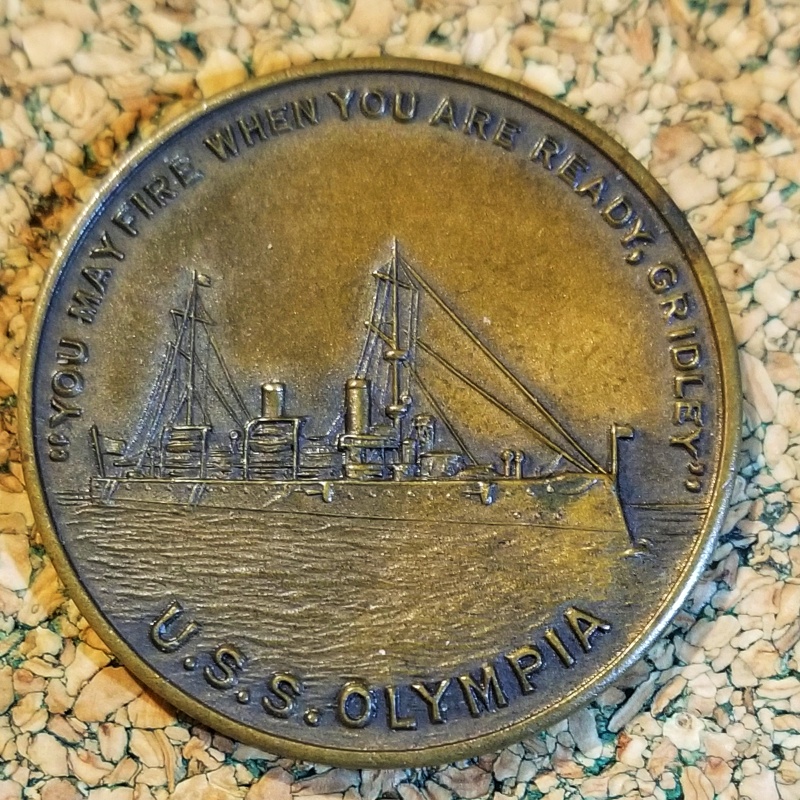 "YOU MAY FIRE WHEN YOU ARE READY, GRIDLEY"
U.S.S. OLYMPIA